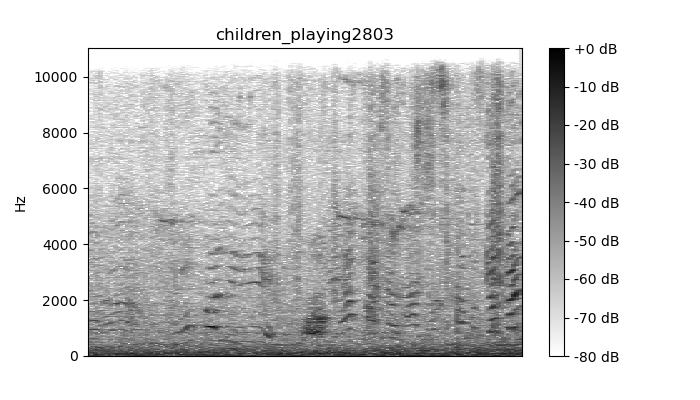 children_playing2803
10000
8000
6000
4000
2000
0
Hz
+0 dB
-10 dB
-20 dB
-30 dB
-40 dB
-50 dB
-60 dB
-70 dB
-80 dB